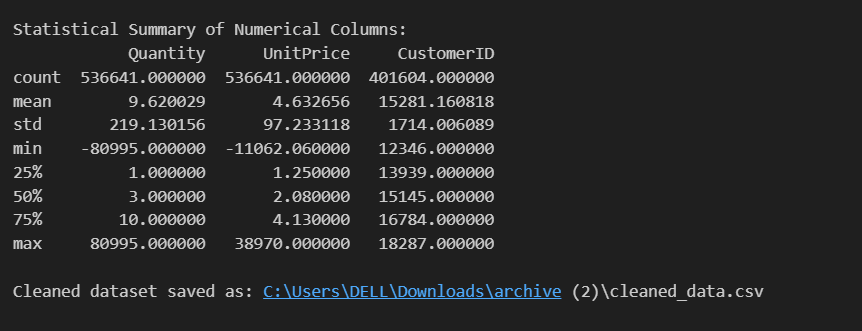 Statistical Summary of Numerical Columns:
Quantity UnitPrice CustomerID
count 536641.000000 536641.000000 401604.000000
mean 9.620029 4.632656 15281.160818
std 219.130156 97.233118 1714.006089
min -80995.000000 -11062.060000 12346.000000
25% 1.000000 1.250000 13939.000000
50% 3.000000 2.080000 15145.000000
75% 10.000000 4.130000 16784.000000
max 80995.000000 38970.000000 18287.000000
Cleaned dataset saved as: C:\Users\DELL\Downloads\archive (2)\cleaned_data.csv